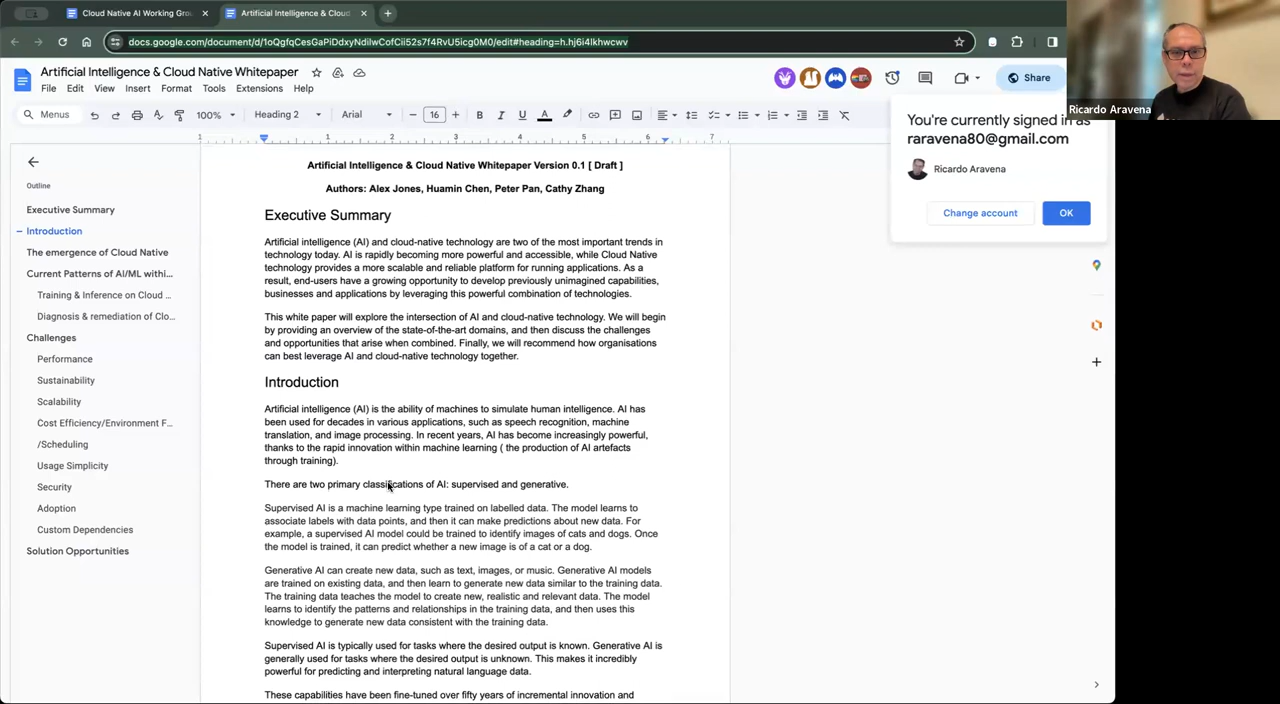 Cloud Native AI Working Grou
Artificial Intelligence & Cloud
docs.google.com/document/d/1oQgfqCesGaPiDdxyNdilwCofCii52s7f4RvU5icg0M0/edit#heading=h.hj6i4lkhwcwv
Artificial Intelligence & Cloud Native Whitepaper
File Edit View Insert Format Tools Extensions Help
Share
Menus 100% Heading 2 Arial 16 B I U A
1 1 2 3 4 5 6 7
Ricardo Aravena
You're currently signed in as
raravena80@gmail.com
Ricardo Aravena
Change account OK
Outline
Executive Summary
Introduction
The emergence of Cloud Native
Current Patterns of AI/ML withi...
Training & Inference on Cloud ...
Diagnosis & remediation of Clo...
Challenges
Performance
Sustainability
Scalability
Cost Efficiency/Environment F...
/Scheduling
Usage Simplicity
Security
Adoption
Custom Dependencies
Solution Opportunities
Artificial Intelligence & Cloud Native Whitepaper Version 0.1 [ Draft ]
Authors: Alex Jones, Huamin Chen, Peter Pan, Cathy Zhang
Executive Summary
Artificial intelligence (AI) and cloud-native technology are two of the most important trends in
technology today. AI is rapidly becoming more powerful and accessible, while Cloud Native
technology provides a more scalable and reliable platform for running applications. As a
result, end-users have a growing opportunity to develop previously unimagined capabilities,
businesses and applications by leveraging this powerful combination of technologies.
This white paper will explore the intersection of AI and cloud-native technology. We will begin
by providing an overview of the state-of-the-art domains, and then discuss the challenges
and opportunities that arise when combined. Finally, we will recommend how organisations
can best leverage AI and cloud-native technology together.
Introduction
Artificial intelligence (AI) is the ability of machines to simulate human intelligence. AI has
been used for decades in various applications, such as speech recognition, machine
translation, and image processing. In recent years, AI has become increasingly powerful,
thanks to the rapid innovation within machine learning ( the production of AI artefacts
through training).
There are two primary classifications of AI: supervised and generative.
Supervised AI is a machine learning type trained on labelled data. The model learns to
associate labels with data points, and then it can make predictions about new data. For
example, a supervised AI model could be trained to identify images of cats and dogs. Once
the model is trained, it can predict whether a new image is of a cat or a dog.
Generative AI can create new data, such as text, images, or music. Generative AI models
are trained on existing data, and then learn to generate new data similar to the training data.
The training data teaches the model to create new, realistic and relevant data. The model
learns to identify the patterns and relationships in the training data, and then uses this
knowledge to generate new data consistent with the training data.
Supervised AI is typically used for tasks where the desired output is known. Generative AI is
generally used for tasks where the desired output is unknown. This makes it incredibly
powerful for predicting and interpreting natural language data.
These capabilities have been fine-tuned over fifty years of incremental innovation and